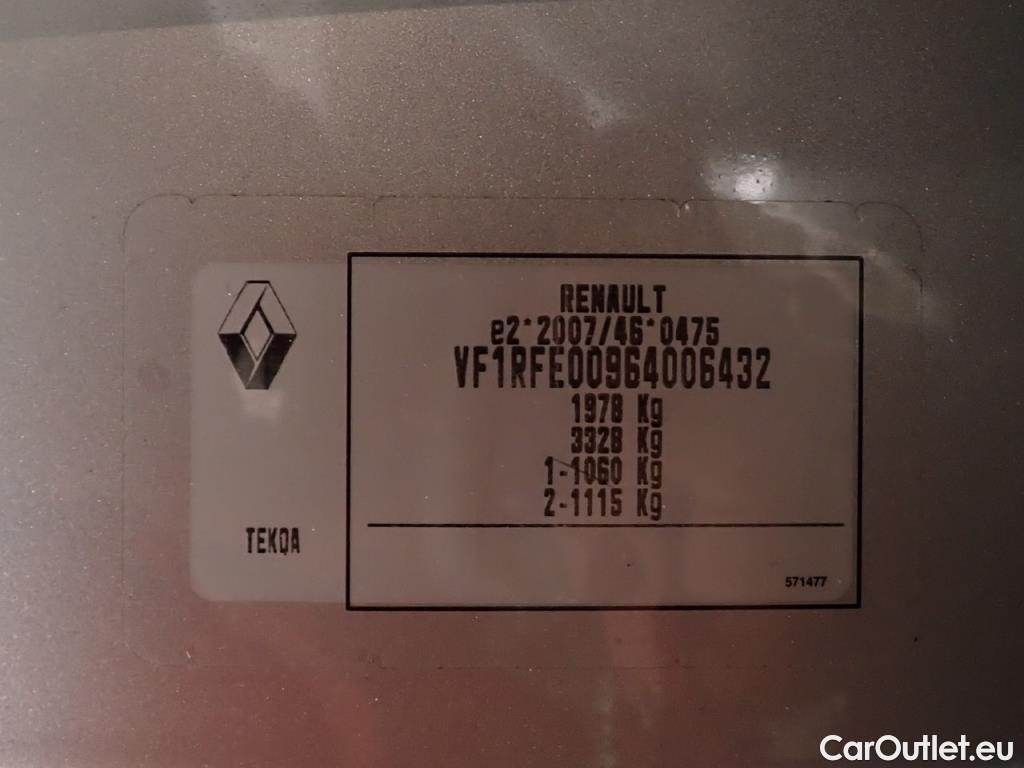 RENAULT
e2*2007/46*0475
VF1RFE00964006432
1978 Kg
3328 Kg
1-1060 Kg
2-1115 Kg
TEKQA
571477
CarOutlet.eu